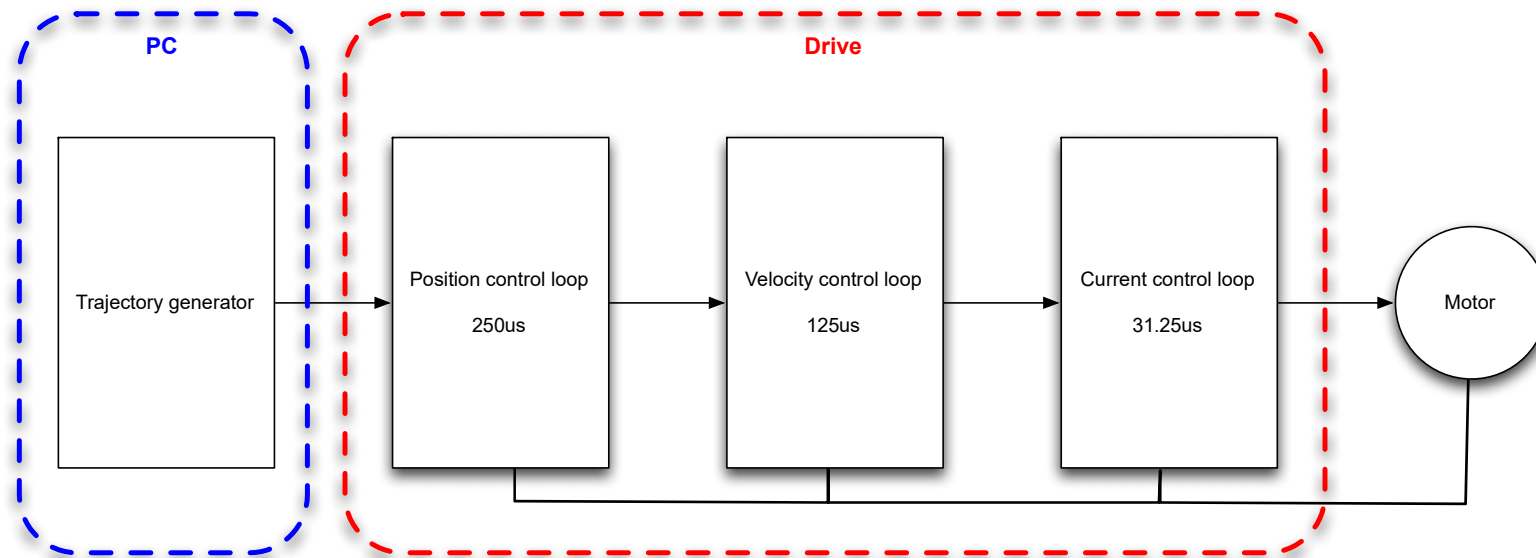 PC
Drive
Trajectory generator
Position control loop
250us
Velocity control loop
125us
Current control loop
31.25us
Motor